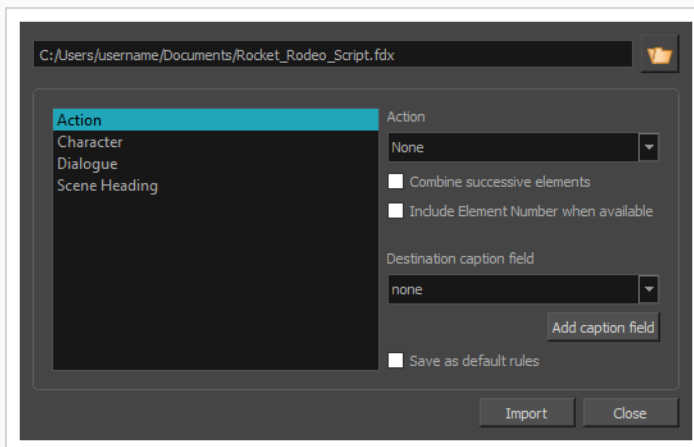 C:/Users/username/Documents/Rocket_Rodeo_Script.fdx
Action
Character
Dialogue
Scene Heading
Action
None
Combine successive elements
Include Element Number when available
Destination caption field
none
Add caption field
Save as default rules
Import
Close